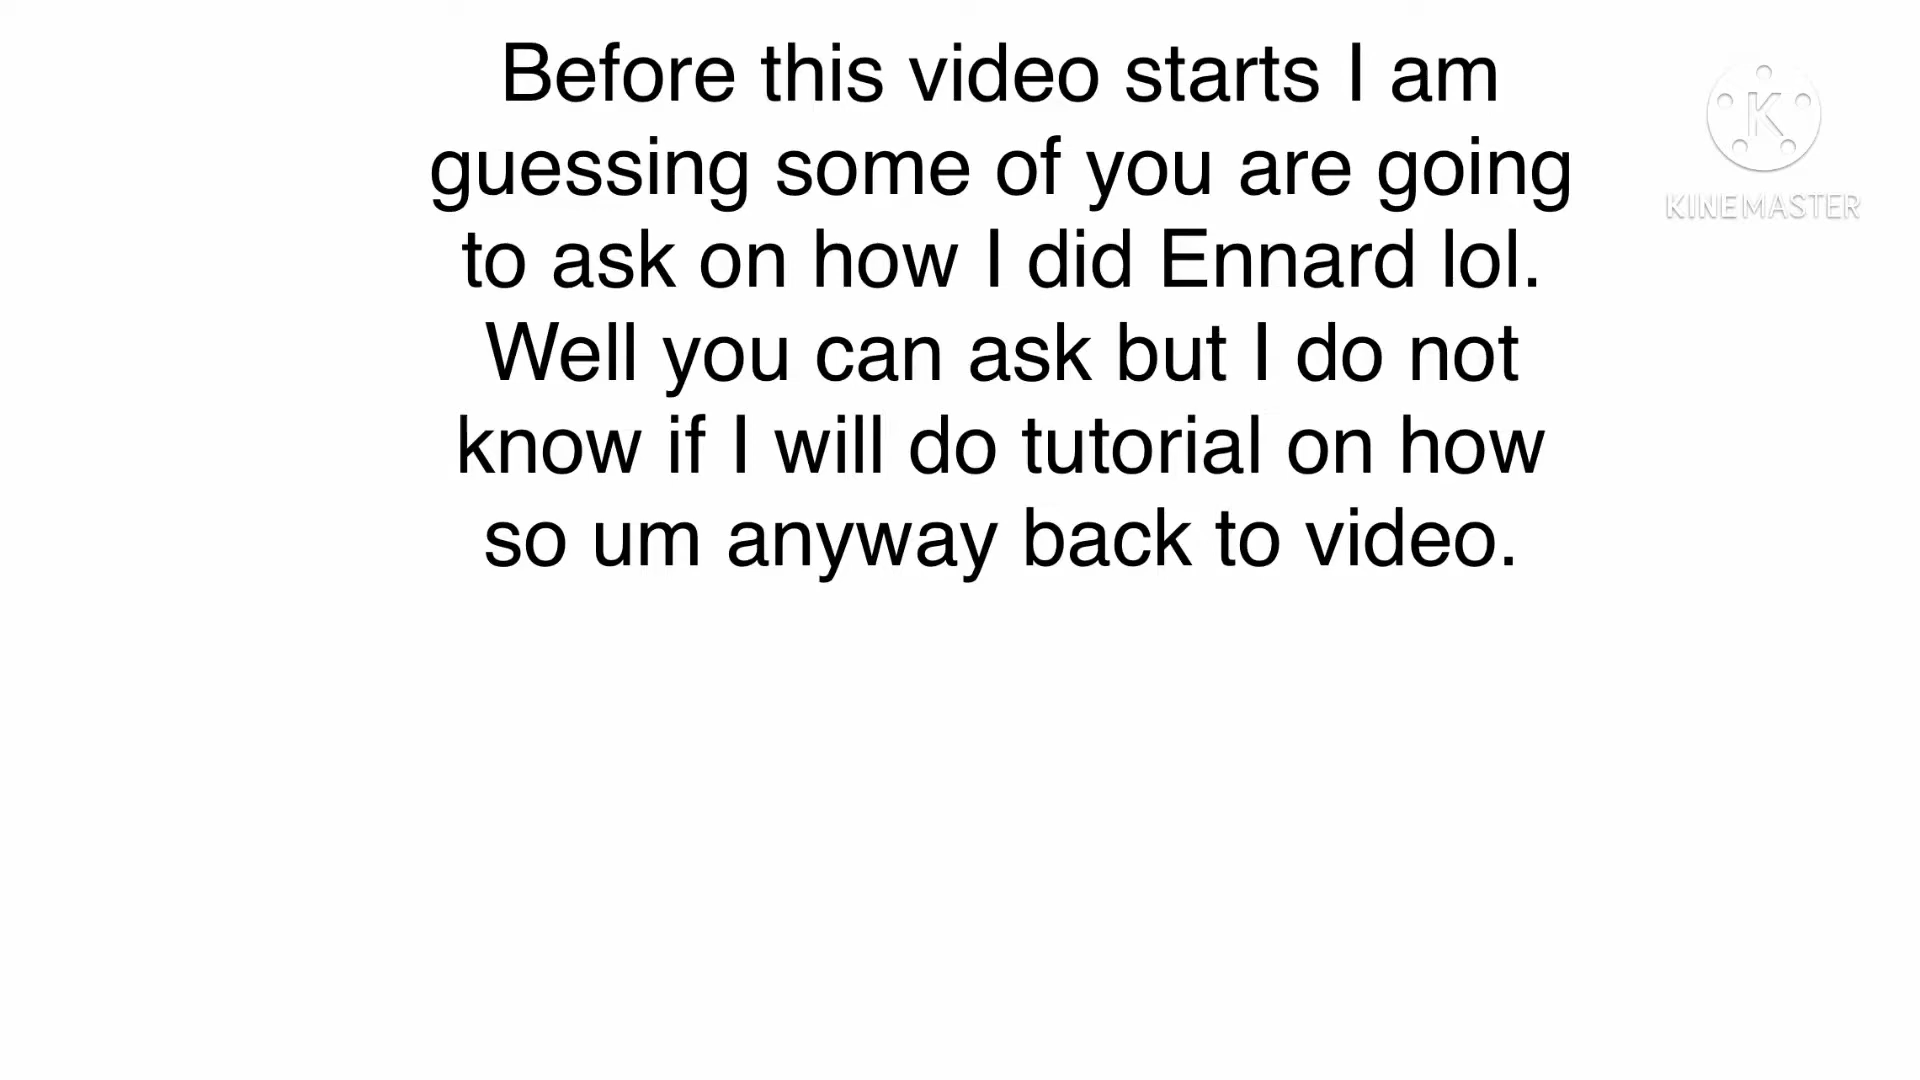 Before this video starts I am
guessing some of you are going
to ask on how I did Ennard lol.
Well you can ask but I do not
know if I will do tutorial on how
so um anyway back to video.
K
KINEMASTER